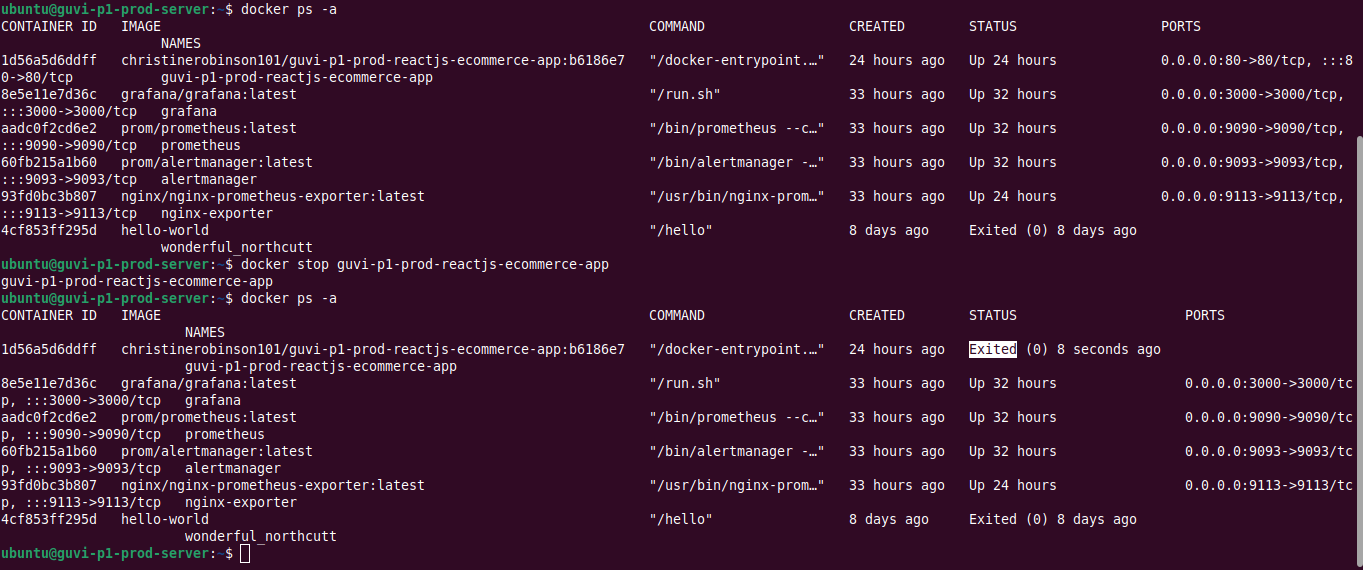 ubuntu@guvi-p1-prod-server:~$ docker ps -a
CONTAINER ID   IMAGE                                                             COMMAND                  CREATED        STATUS                  PORTS
                    NAMES
1d56a5d6ddff   christinerobinson101/guvi-p1-prod-reactjs-ecommerce-app:b6186e7   "/docker-entrypoint.…"   24 hours ago   Up 24 hours             0.0.0.0:80->80/tcp, :::8
0->80/tcp           guvi-p1-prod-reactjs-ecommerce-app
8e5e11e7d36c   grafana/grafana:latest                                            "/run.sh"                33 hours ago   Up 32 hours             0.0.0.0:3000->3000/tcp,
:::3000->3000/tcp   grafana
aadc0f2cd6e2   prom/prometheus:latest                                            "/bin/prometheus --c…"   33 hours ago   Up 32 hours             0.0.0.0:9090->9090/tcp,
:::9090->9090/tcp   prometheus
60fb215a1b60   prom/alertmanager:latest                                          "/bin/alertmanager -…"   33 hours ago   Up 32 hours             0.0.0.0:9093->9093/tcp,
:::9093->9093/tcp   alertmanager
93fd0bc3b807   nginx/nginx-prometheus-exporter:latest                            "/usr/bin/nginx-prom…"   33 hours ago   Up 24 hours             0.0.0.0:9113->9113/tcp,
:::9113->9113/tcp   nginx-exporter
4cf853ff295d   hello-world                                                       "/hello"                 8 days ago     Exited (0) 8 days ago
                    wonderful_northcutt
ubuntu@guvi-p1-prod-server:~$ docker stop guvi-p1-prod-reactjs-ecommerce-app
guvi-p1-prod-reactjs-ecommerce-app
ubuntu@guvi-p1-prod-server:~$ docker ps -a
CONTAINER ID   IMAGE                                                             COMMAND                  CREATED        STATUS                     PORTS
                       NAMES
1d56a5d6ddff   christinerobinson101/guvi-p1-prod-reactjs-ecommerce-app:b6186e7   "/docker-entrypoint.…"   24 hours ago   Exited (0) 8 seconds ago
                       guvi-p1-prod-reactjs-ecommerce-app
8e5e11e7d36c   grafana/grafana:latest                                            "/run.sh"                33 hours ago   Up 32 hours                0.0.0.0:3000->3000/tc
p, :::3000->3000/tcp   grafana
aadc0f2cd6e2   prom/prometheus:latest                                            "/bin/prometheus --c…"   33 hours ago   Up 32 hours                0.0.0.0:9090->9090/tc
p, :::9090->9090/tcp   prometheus
60fb215a1b60   prom/alertmanager:latest                                          "/bin/alertmanager -…"   33 hours ago   Up 32 hours                0.0.0.0:9093->9093/tc
p, :::9093->9093/tcp   alertmanager
93fd0bc3b807   nginx/nginx-prometheus-exporter:latest                            "/usr/bin/nginx-prom…"   33 hours ago   Up 24 hours                0.0.0.0:9113->9113/tc
p, :::9113->9113/tcp   nginx-exporter
4cf853ff295d   hello-world                                                       "/hello"                 8 days ago     Exited (0) 8 days ago
                       wonderful_northcutt
ubuntu@guvi-p1-prod-server:~$